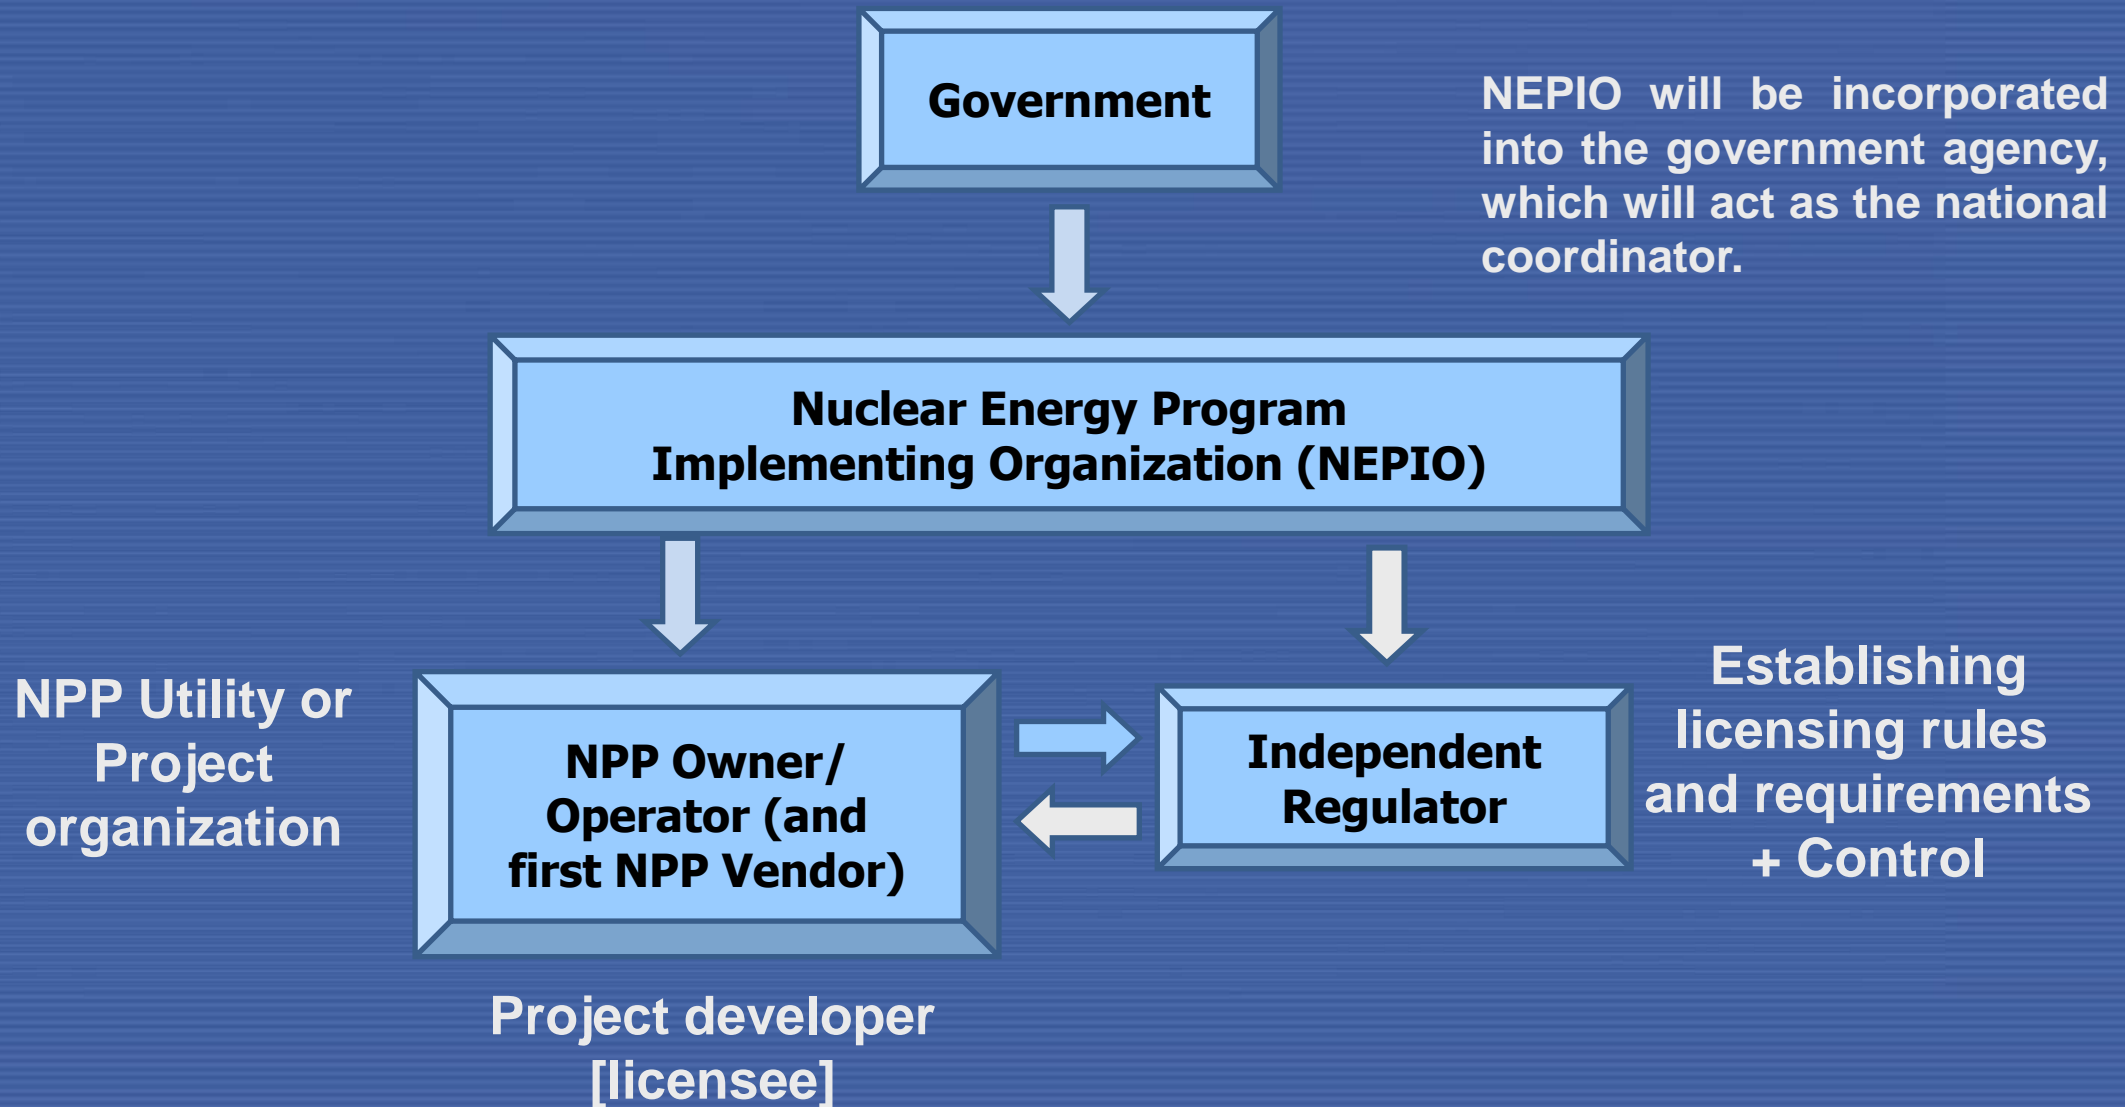 Government
NEPIO will be incorporated
into the government agency,
which will act as the national
coordinator.
Nuclear Energy Program
Implementing Organization (NEPIO)
NPP Utility or
Project
organization
NPP Owner/
Operator (and
first NPP Vendor)
Independent
Regulator
Establishing
licensing rules
and requirements
+ Control
Project developer
[licensee]